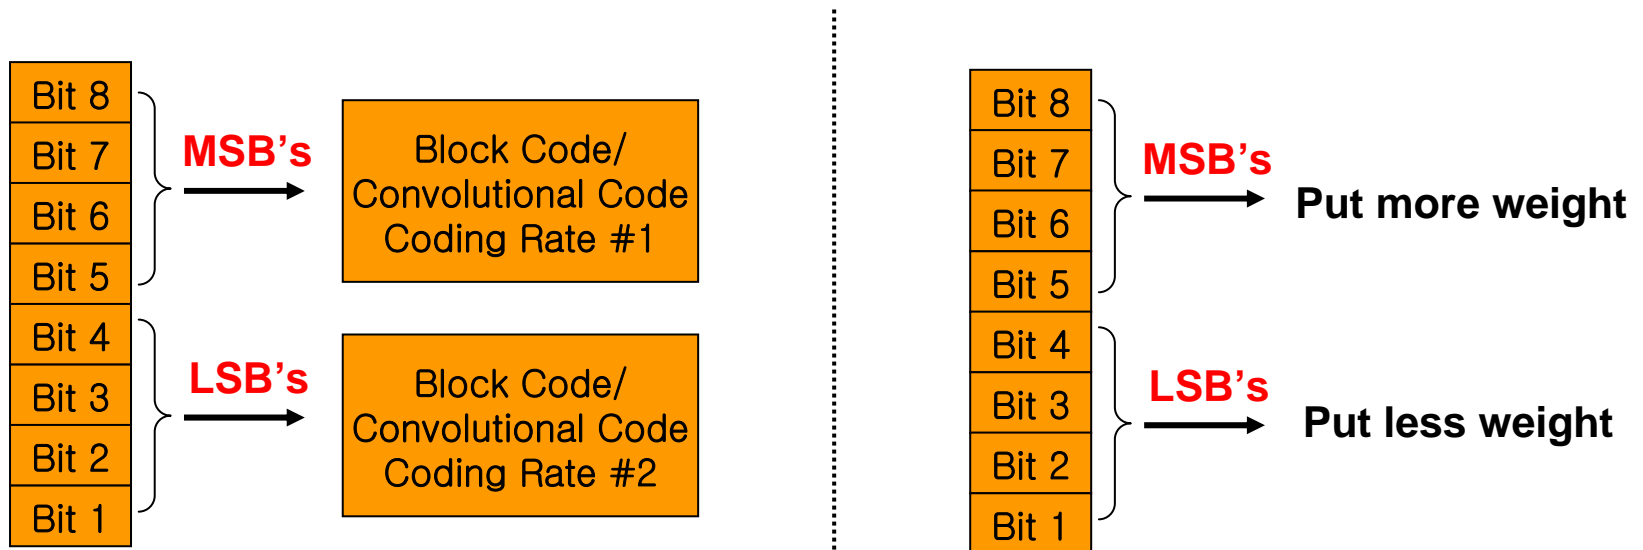 Bit 8
Bit 7
Bit 6
Bit 5
Bit 4
Bit 3
Bit 2
Bit 1
MSB's
LSB's
Block Code/
Convolutional Code
Coding Rate #1
Block Code/
Convolutional Code
Coding Rate #2
Bit 8
Bit 7
Bit 6
Bit 5
Bit 4
Bit 3
Bit 2
Bit 1
MSB's
Put more weight
LSB's
Put less weight